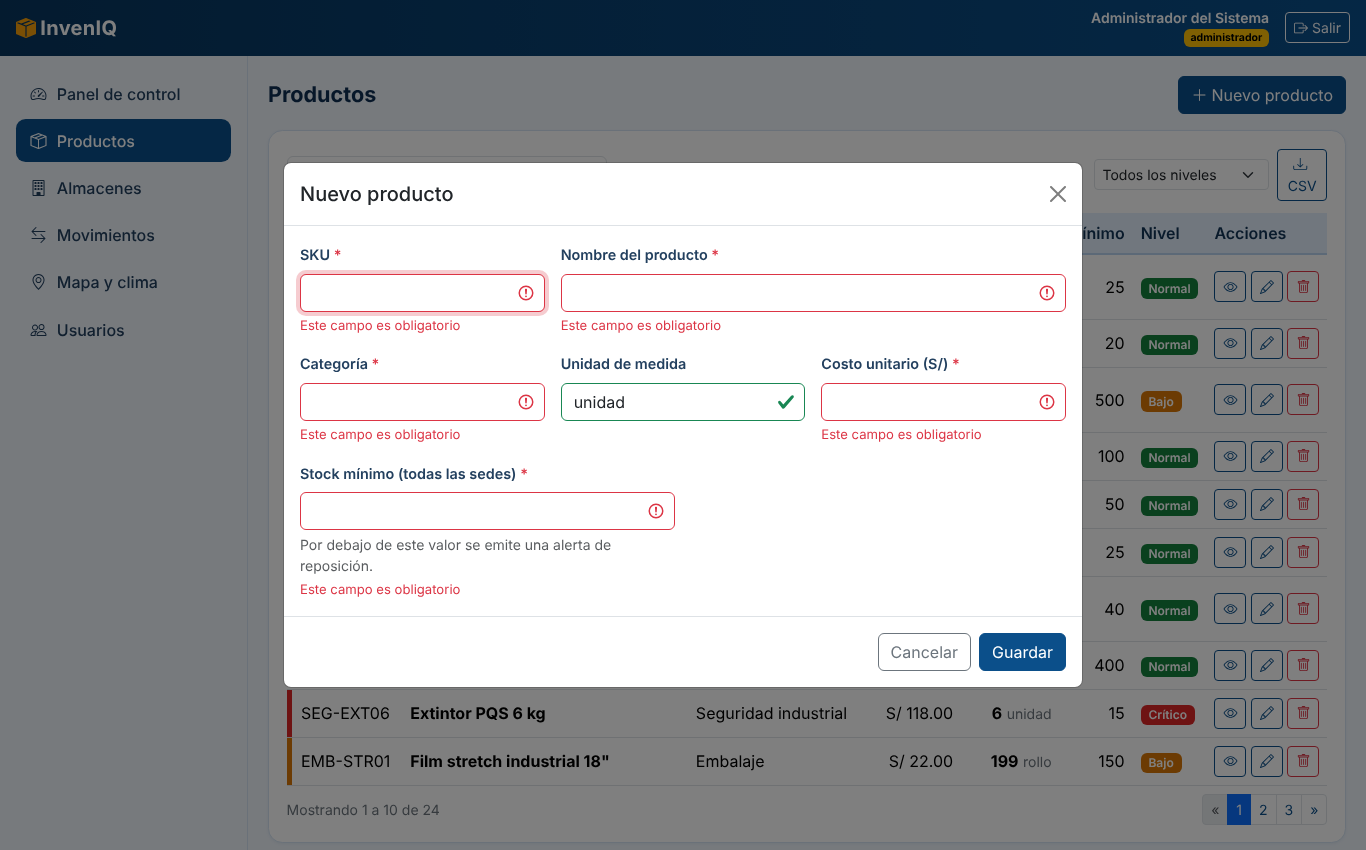 InvenIQ
Administrador del Sistema
administrador
Salir
Panel de control
Productos
Almacenes
Movimientos
Mapa y clima
Usuarios
Productos
+ Nuevo producto
Todos los niveles
CSV
Nuevo producto
SKU *
Este campo es obligatorio
Nombre del producto *
Este campo es obligatorio
Categoría *
Este campo es obligatorio
Unidad de medida
unidad
Costo unitario (S/) *
Este campo es obligatorio
Stock mínimo (todas las sedes) *
Por debajo de este valor se emite una alerta de
reposición.
Este campo es obligatorio
Cancelar
Guardar
Nivel Acciones
25 Normal
20 Normal
500 Bajo
100 Normal
50 Normal
25 Normal
40 Normal
400 Normal
SEG-EXT06 Extintor PQS 6 kg Seguridad industrial S/ 118.00 6 unidad 15 Crítico
EMB-STR01 Film stretch industrial 18" Embalaje S/ 22.00 199 rollo 150 Bajo
Mostrando 1 a 10 de 24
« 1 2 3 »